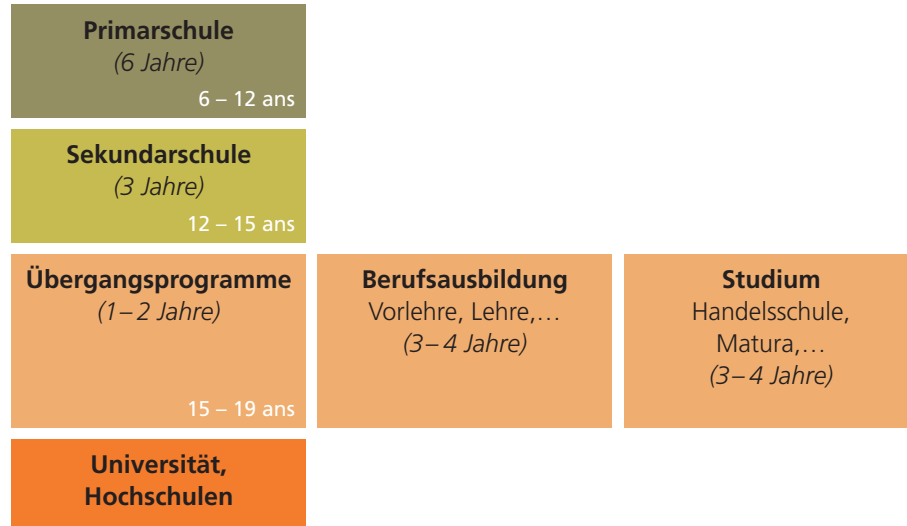 Primarschule
(6 Jahre)
6 – 12 ans
Sekundarschule
(3 Jahre)
12 – 15 ans
Übergangsprogramme
(1–2 Jahre)
15 – 19 ans
Berufsausbildung
Vorlehre, Lehre,…
(3–4 Jahre)
Studium
Handelsschule,
Matura,…
(3–4 Jahre)
Universität,
Hochschulen